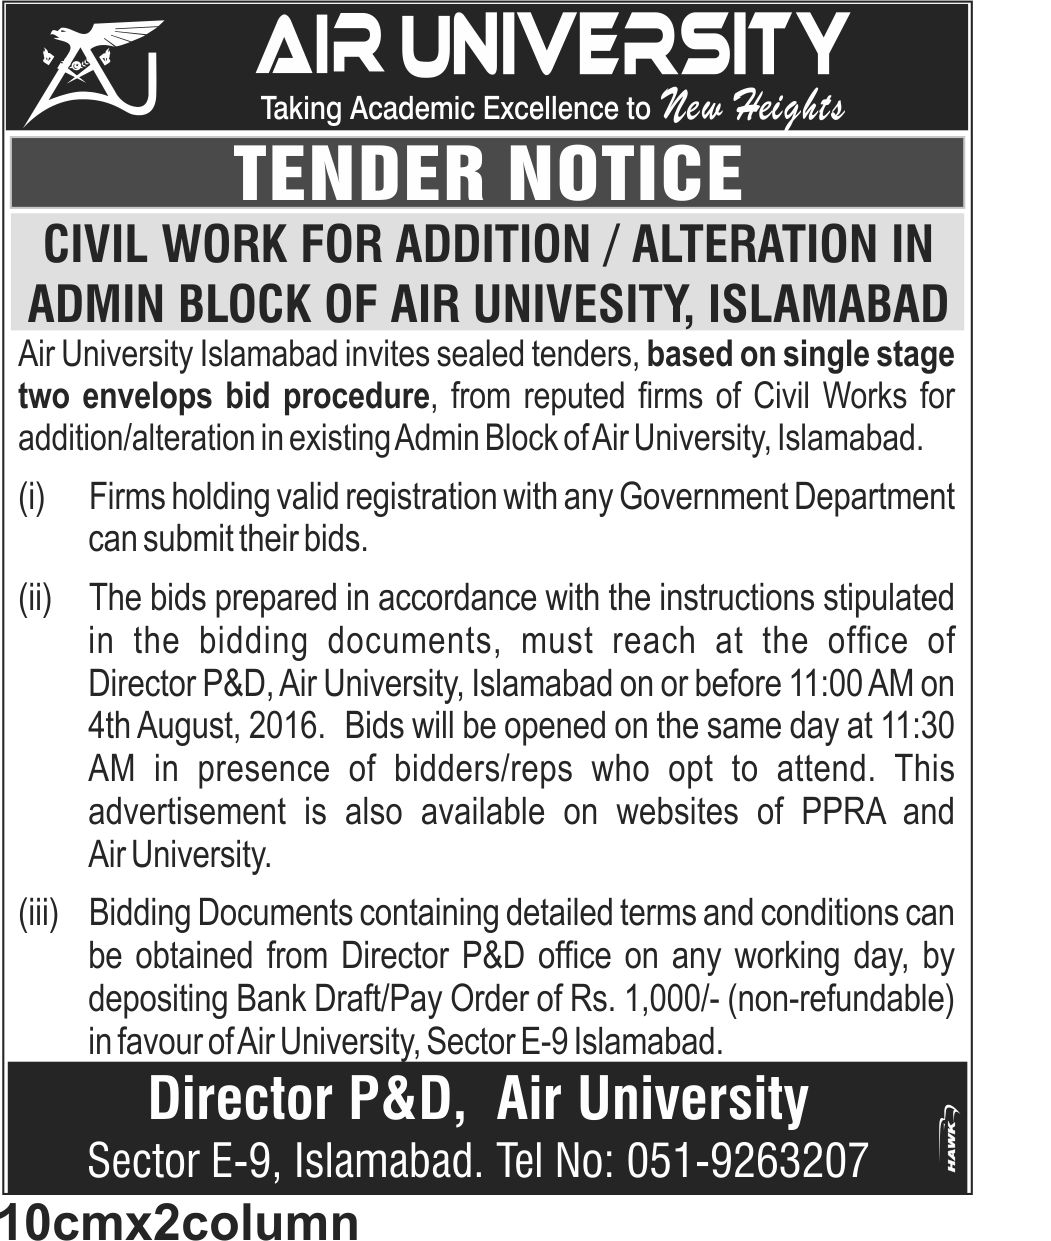 AIR UNIVERSITY
Taking Academic Excellence to New Heights
TENDER NOTICE
CIVIL WORK FOR ADDITION / ALTERATION IN
ADMIN BLOCK OF AIR UNIVESITY, ISLAMABAD
Air University Islamabad invites sealed tenders, based on single stage
two envelops bid procedure, from reputed firms of Civil Works for
addition/alteration in existing Admin Block of Air University, Islamabad.
(i) Firms holding valid registration with any Government Department
can submit their bids.
(ii) The bids prepared in accordance with the instructions stipulated
in the bidding documents, must reach at the office of
Director P&D, Air University, Islamabad on or before 11:00 AM on
4th August, 2016. Bids will be opened on the same day at 11:30
AM in presence of bidders/reps who opt to attend. This
advertisement is also available on websites of PPRA and
Air University.
(iii) Bidding Documents containing detailed terms and conditions can
be obtained from Director P&D office on any working day, by
depositing Bank Draft/Pay Order of Rs. 1,000/- (non-refundable)
in favour of Air University, Sector E-9 Islamabad.
Director P&D, Air University
Sector E-9, Islamabad. Tel No: 051-9263207
HAWK
10cmx2column